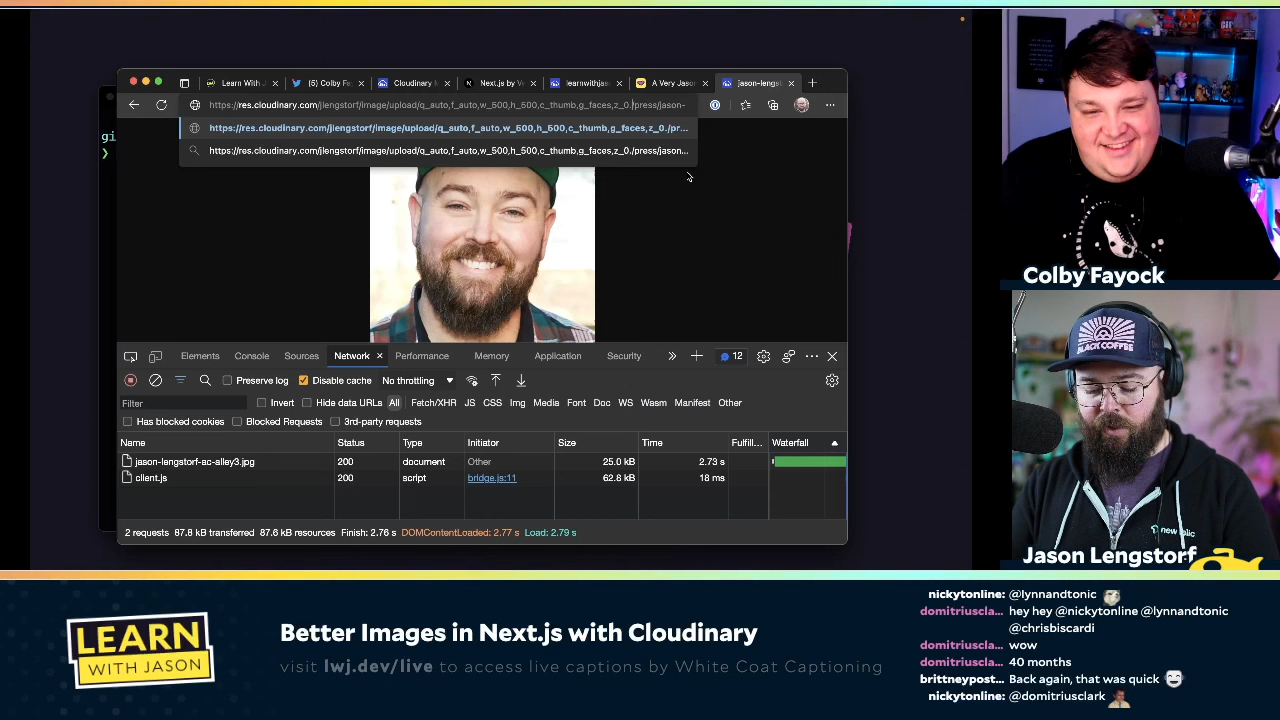 Learn With
(5) Colb
Cloudinary
Next.js by Ve
learnwithjas
A Very Jaso
jason-lengst
https://res.cloudinary.com/jlengstorf/image/upload/q_auto,f_auto,w_500,h_500,c_thumb,g_faces,z_0./press/jason-
https://res.cloudinary.com/jlengstorf/image/upload/q_auto,f_auto,w_500,h_500,c_thumb,g_faces,z_0./pr...
https://res.cloudinary.com/jlengstorf/image/upload/q_auto,f_auto,w_500,h_500,c_thumb,g_faces,z_0./press/jason...
gi
Elements Console Sources Network Performance Memory Application Security 12
Preserve log Disable cache No throttling
Filter Invert Hide data URLs All Fetch/XHR JS CSS Img Media Font Doc WS Wasm Manifest Other
Has blocked cookies Blocked Requests 3rd-party requests
Name Status Type Initiator Size Time Fulfill... Waterfall
jason-lengstorf-ac-alley3.jpg 200 document Other 25.0 kB 2.73 s
client.js 200 script bridge.js:11 62.8 kB 18 ms
2 requests 87.8 kB transferred 87.6 kB resources Finish: 2.76 s DOMContentLoaded: 2.77 s Load: 2.79 s
Colby Fayock
BLACK COFFEE
new relic
Jason Lengstorf
LEARN
WITH JASON
Better Images in Next.js with Cloudinary
visit lwj.dev/live to access live captions by White Coat Captioning
nickytonline: @lynnandtonic
domitriuscla... hey hey @nickytonline @lynnandtonic
@chrisbiscardi
domitriuscla... wow
domitriuscla... 40 months
brittneypost... Back again, that was quick
nickytonline: @domitriusclark